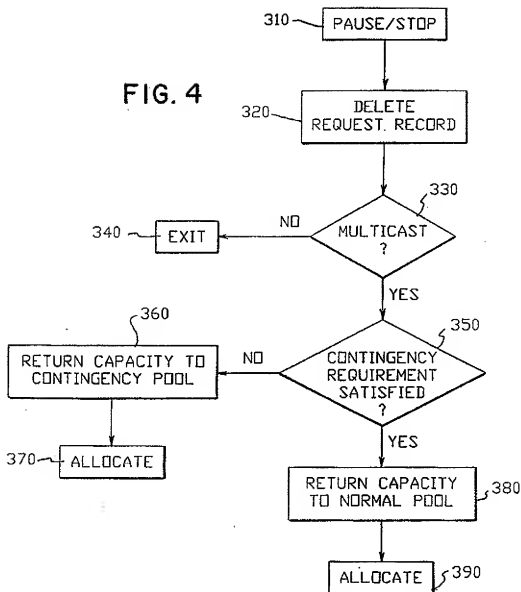 310 PAUSE/STOP
FIG. 4
320 DELETE
REQUEST RECORD
330
MULTICAST
?
NO
340 EXIT
YES
350
CONTINGENCY
REQUIREMENT
SATISFIED
?
NO
360
RETURN CAPACITY TO
CONTINGENCY POOL
370 ALLOCATE
YES
RETURN CAPACITY
TO NORMAL POOL
380
ALLOCATE
390